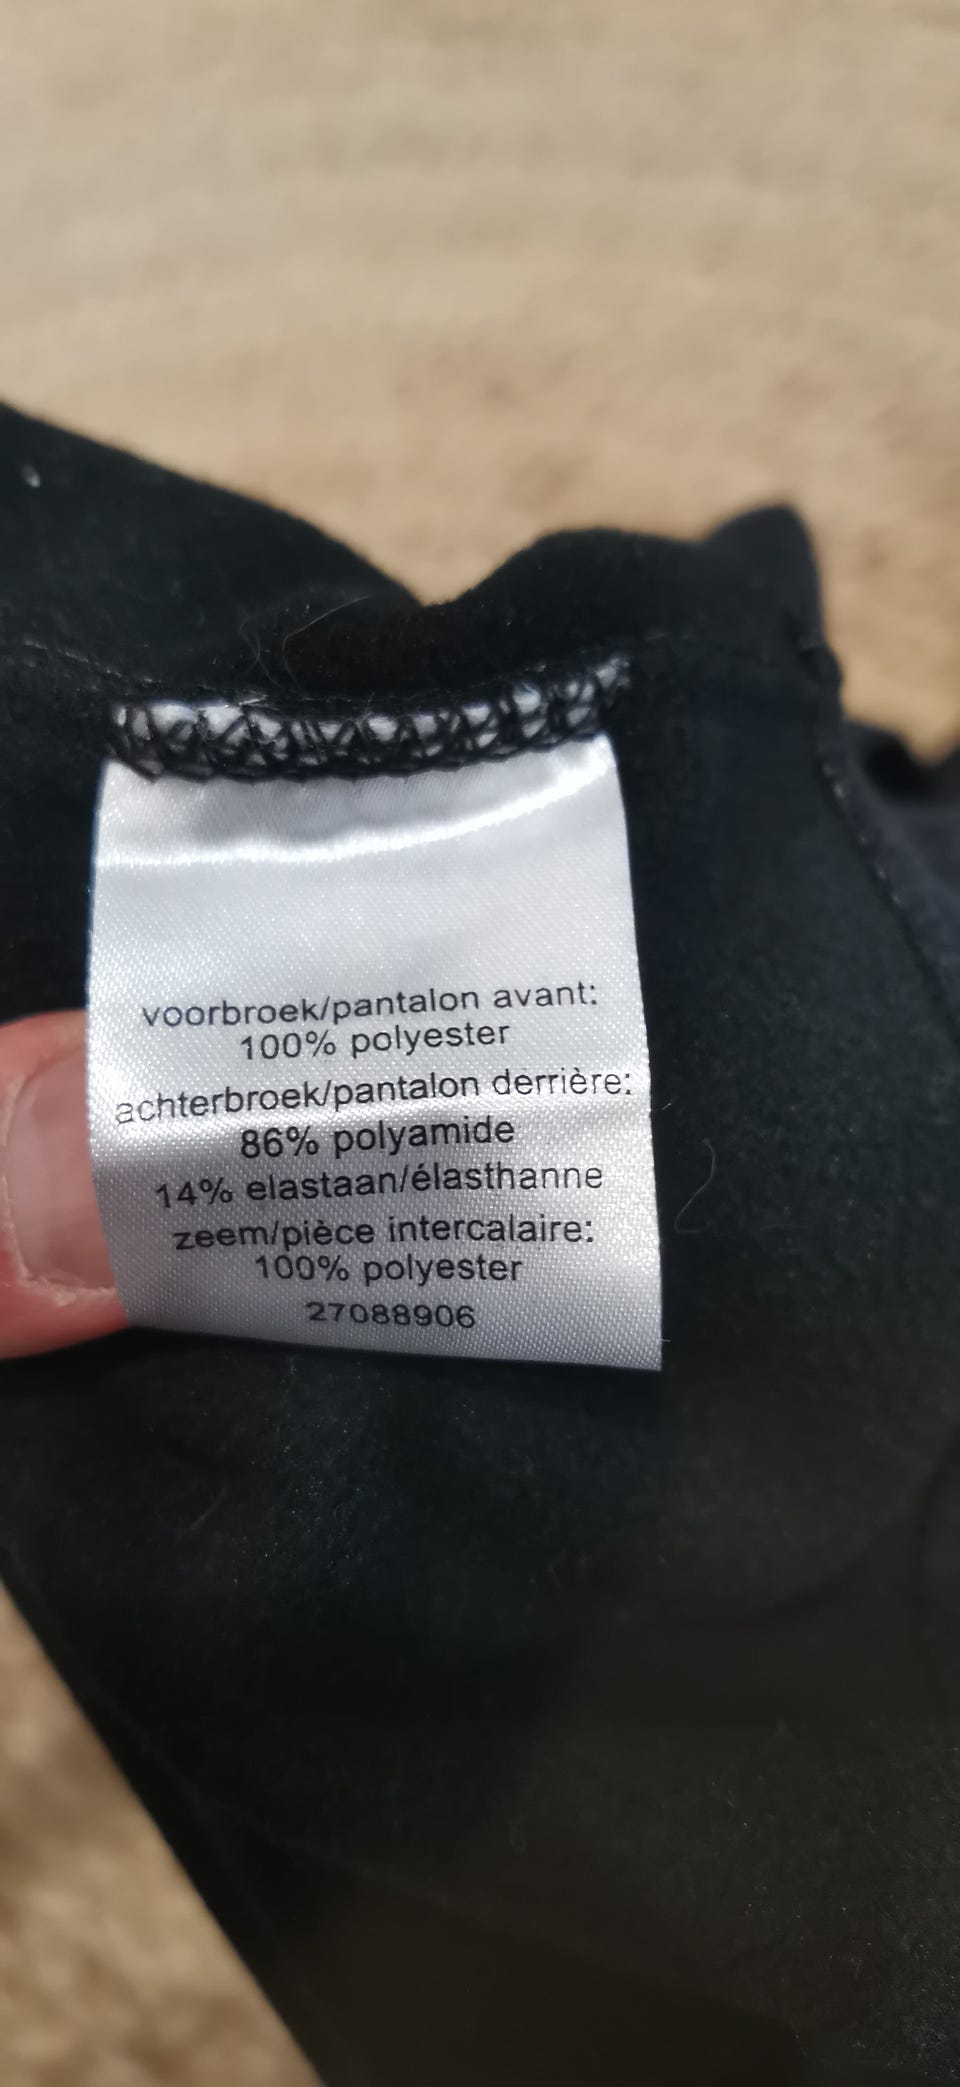 voorbroek/pantalon avant:
100% polyester
achterbroek/pantalon derrière:
86% polyamide
14% elastaan/élasthanne
zeem/pièce intercalaire:
100% polyester
27088906